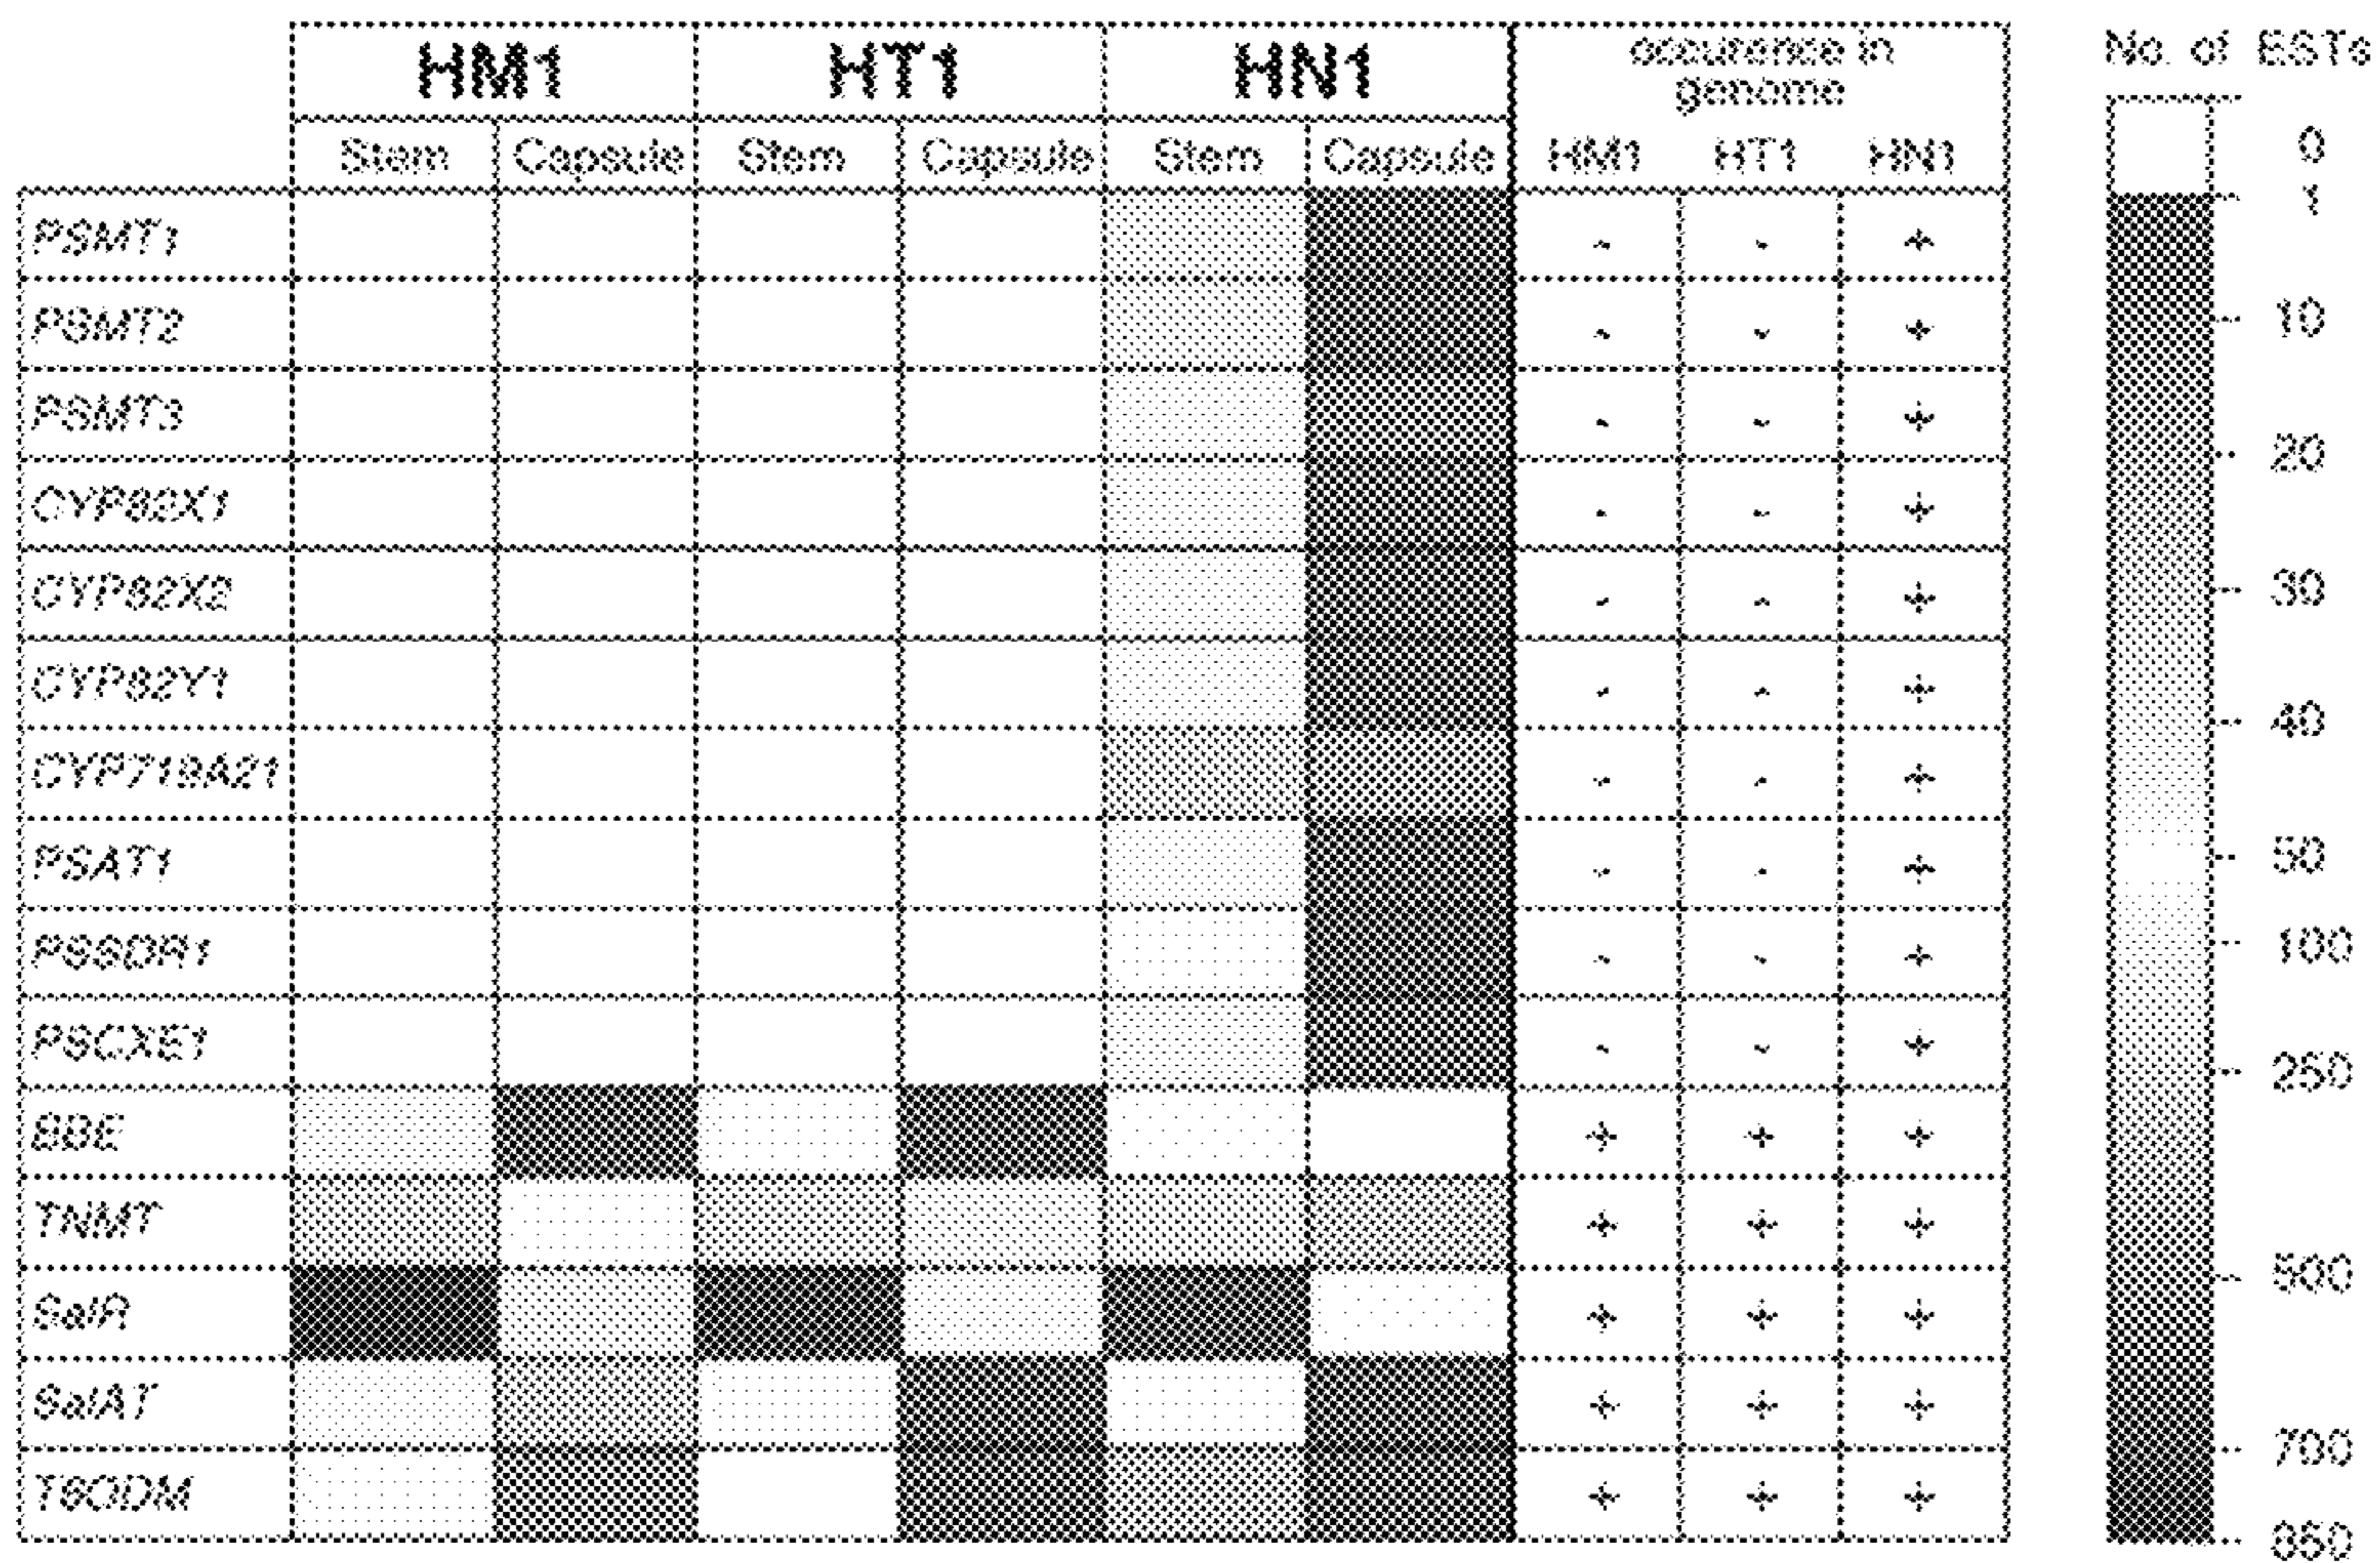 HM1 HT1 HN1 occurence in
genome No. of ESTs
Stem Capsule Stem Capsule Stem Capsule HM1 HT1 HN1
0
1
PSMT1 - - +
PSMT2 - - + 10
PSMT3 - - +
20
CYP82X1 - - +
CYP82X2 - - + 30
CYP82Y1 - - +
40
CYP719A21 - - +
PSAT1 - - + 50
PSSDR1 - - + 100
PSCXE1 - - + 250
BBE + + +
TNMT + + +
500
SalR + + +
SalAT + + +
700
T6ODM + + +
850